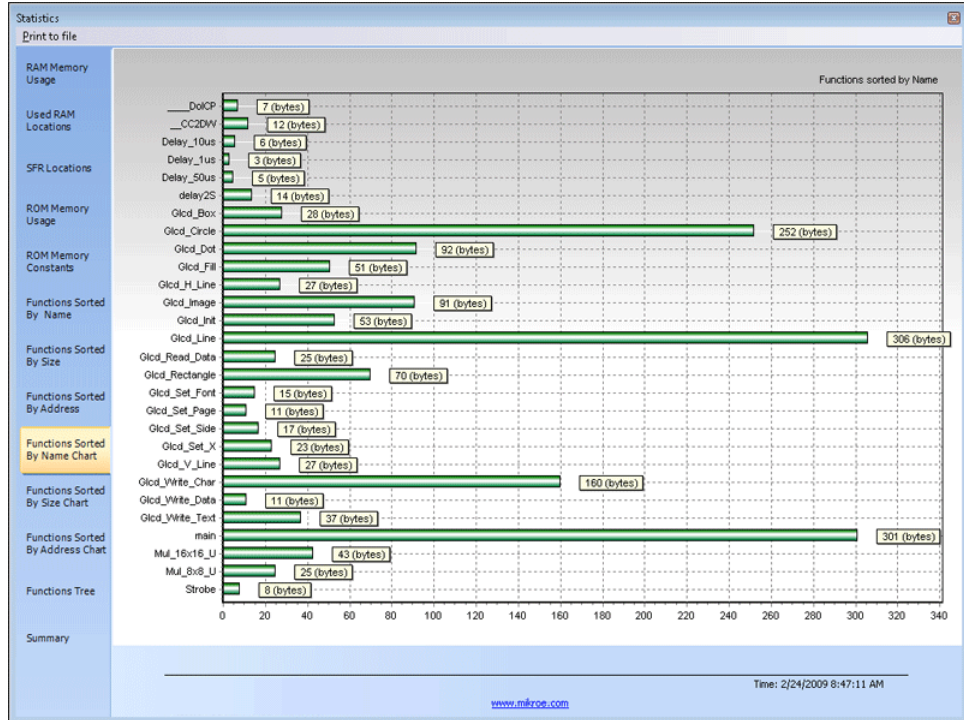 Statistics
Print to file
RAM Memory
Usage
Used RAM
Locations
SFR Locations
ROM Memory
Usage
ROM Memory
Constants
Functions Sorted
By Name
Functions Sorted
By Size
Functions Sorted
By Address
Functions Sorted
By Name Chart
Functions Sorted
By Size Chart
Functions Sorted
By Address Chart
Functions Tree
Summary
Functions sorted by Name
____DoICP 7 (bytes)
__CC2DW 12 (bytes)
Delay_10us 6 (bytes)
Delay_1us 3 (bytes)
Delay_50us 5 (bytes)
delay2S 14 (bytes)
Glcd_Box 28 (bytes)
Glcd_Circle 252 (bytes)
Glcd_Dot 92 (bytes)
Glcd_Fill 51 (bytes)
Glcd_H_Line 27 (bytes)
Glcd_Image 91 (bytes)
Glcd_Init 53 (bytes)
Glcd_Line 306 (bytes)
Glcd_Read_Data 25 (bytes)
Glcd_Rectangle 70 (bytes)
Glcd_Set_Font 15 (bytes)
Glcd_Set_Page 11 (bytes)
Glcd_Set_Side 17 (bytes)
Glcd_Set_X 23 (bytes)
Glcd_V_Line 27 (bytes)
Glcd_Write_Char 160 (bytes)
Glcd_Write_Data 11 (bytes)
Glcd_Write_Text 37 (bytes)
main 301 (bytes)
Mul_16x16_U 43 (bytes)
Mul_8x8_U 25 (bytes)
Strobe 8 (bytes)
0 20 40 60 80 100 120 140 160 180 200 220 240 260 280 300 320 340
Time: 2/24/2009 8:47:11 AM
www.mikroe.com